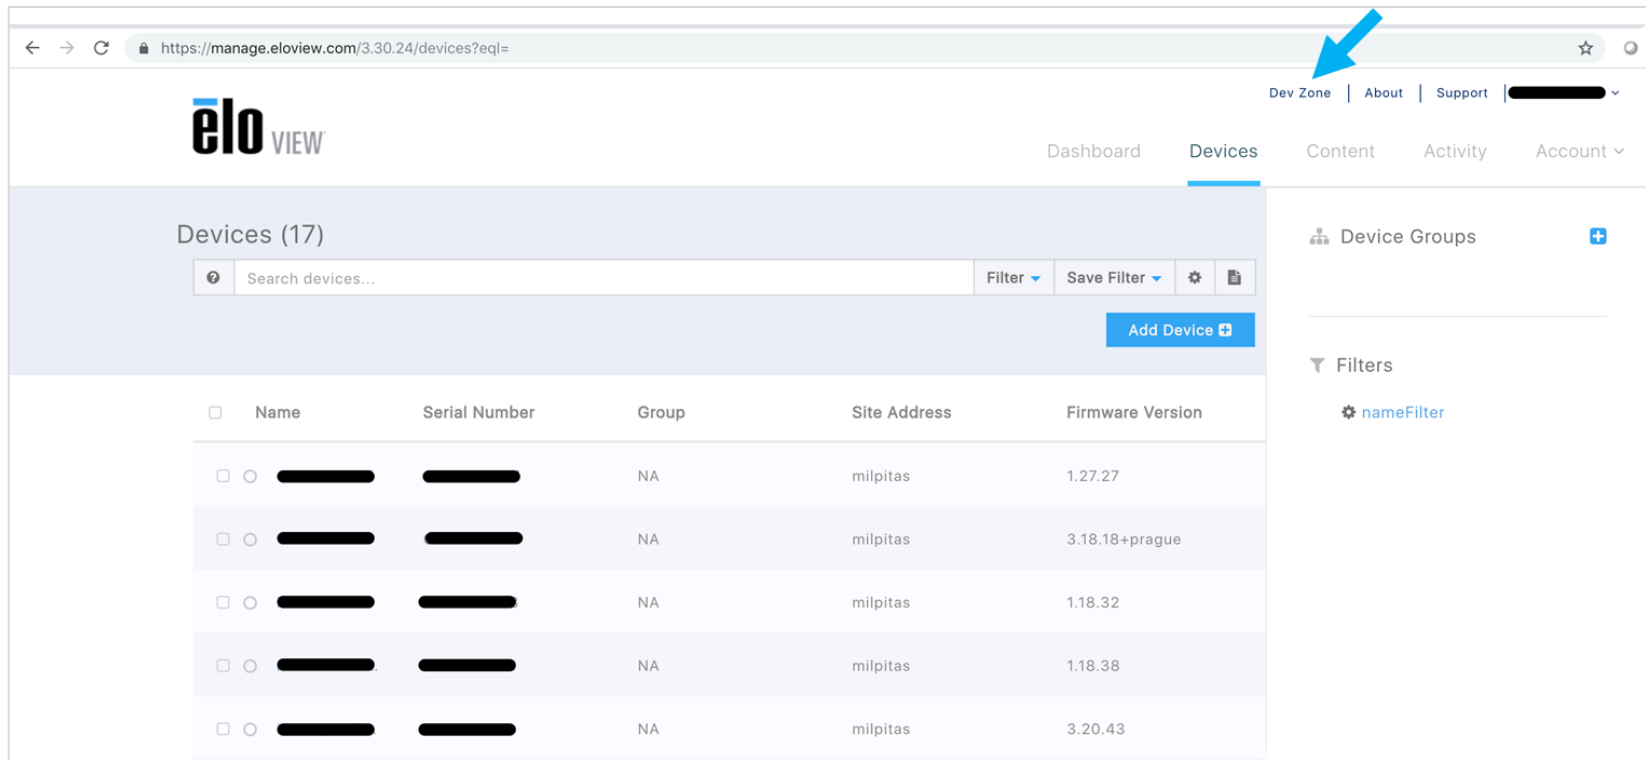 https://manage.eloview.com/3.30.24/devices?eql=
Dev Zone | About | Support |
ēlo VIEW
Dashboard Devices Content Activity Account
Devices (17)
Search devices... Filter Save Filter
Add Device
Device Groups
Filters
nameFilter
Name Serial Number Group Site Address Firmware Version
NA milpitas 1.27.27
NA milpitas 3.18.18+prague
NA milpitas 1.18.32
NA milpitas 1.18.38
NA milpitas 3.20.43